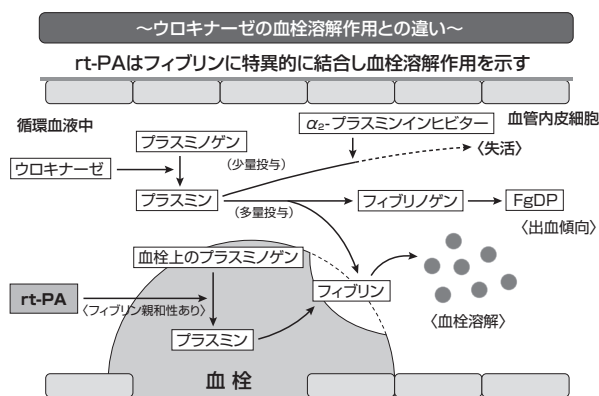 ～ウロキナーゼの血栓溶解作用との違い～
rt-PAはフィブリンに特異的に結合し血栓溶解作用を示す
循環血液中
血管内皮細胞
α2-プラスミンインヒビター
プラスミノゲン
〈失活〉
（少量投与）
ウロキナーゼ
プラスミン
フィブリノゲン
FgDP
（多量投与）
〈出血傾向〉
血栓上のプラスミノゲン
フィブリン
rt-PA
〈フィブリン親和性あり〉
〈血栓溶解〉
プラスミン
血 栓